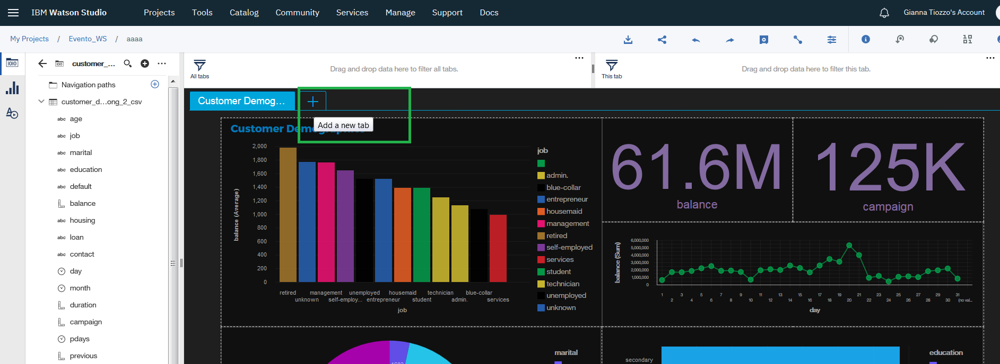 IBM Watson Studio
Projects Tools Catalog Community Services Manage Support Docs
Gianna Tiozzo's Account
My Projects / Evento_WS / aaaa
customer_...
Navigation paths
customer_d...ong_2_csv
abc age
abc job
abc marital
abc education
abc default
balance
abc housing
abc loan
abc contact
day
month
duration
campaign
pdays
previous
All tabs
Drag and drop data here to filter all tabs.
This tab
Drag and drop data here to filter this tab.
Customer Demog...
Add a new tab
Customer
balance (Average)
2,000
1,800
1,600
1,400
1,200
1,000
800
600
400
200
0
retired management unemployed housemaid technician blue-collar
unknown self-employ... entrepreneur student admin. services
job
job
admin.
blue-collar
entrepreneur
housemaid
management
retired
self-employed
services
student
technician
unemployed
unknown
61.6M
balance
125K
campaign
balance (Sum)
6,000,000
5,000,000
4,000,000
3,000,000
2,000,000
1,000,000
0
1 3 5 7 9 11 13 15 17 19 21 23 25 27 29 31
2 4 6 8 10 12 14 16 18 20 22 24 26 28 30 (no val...
day
marital
secondary
education